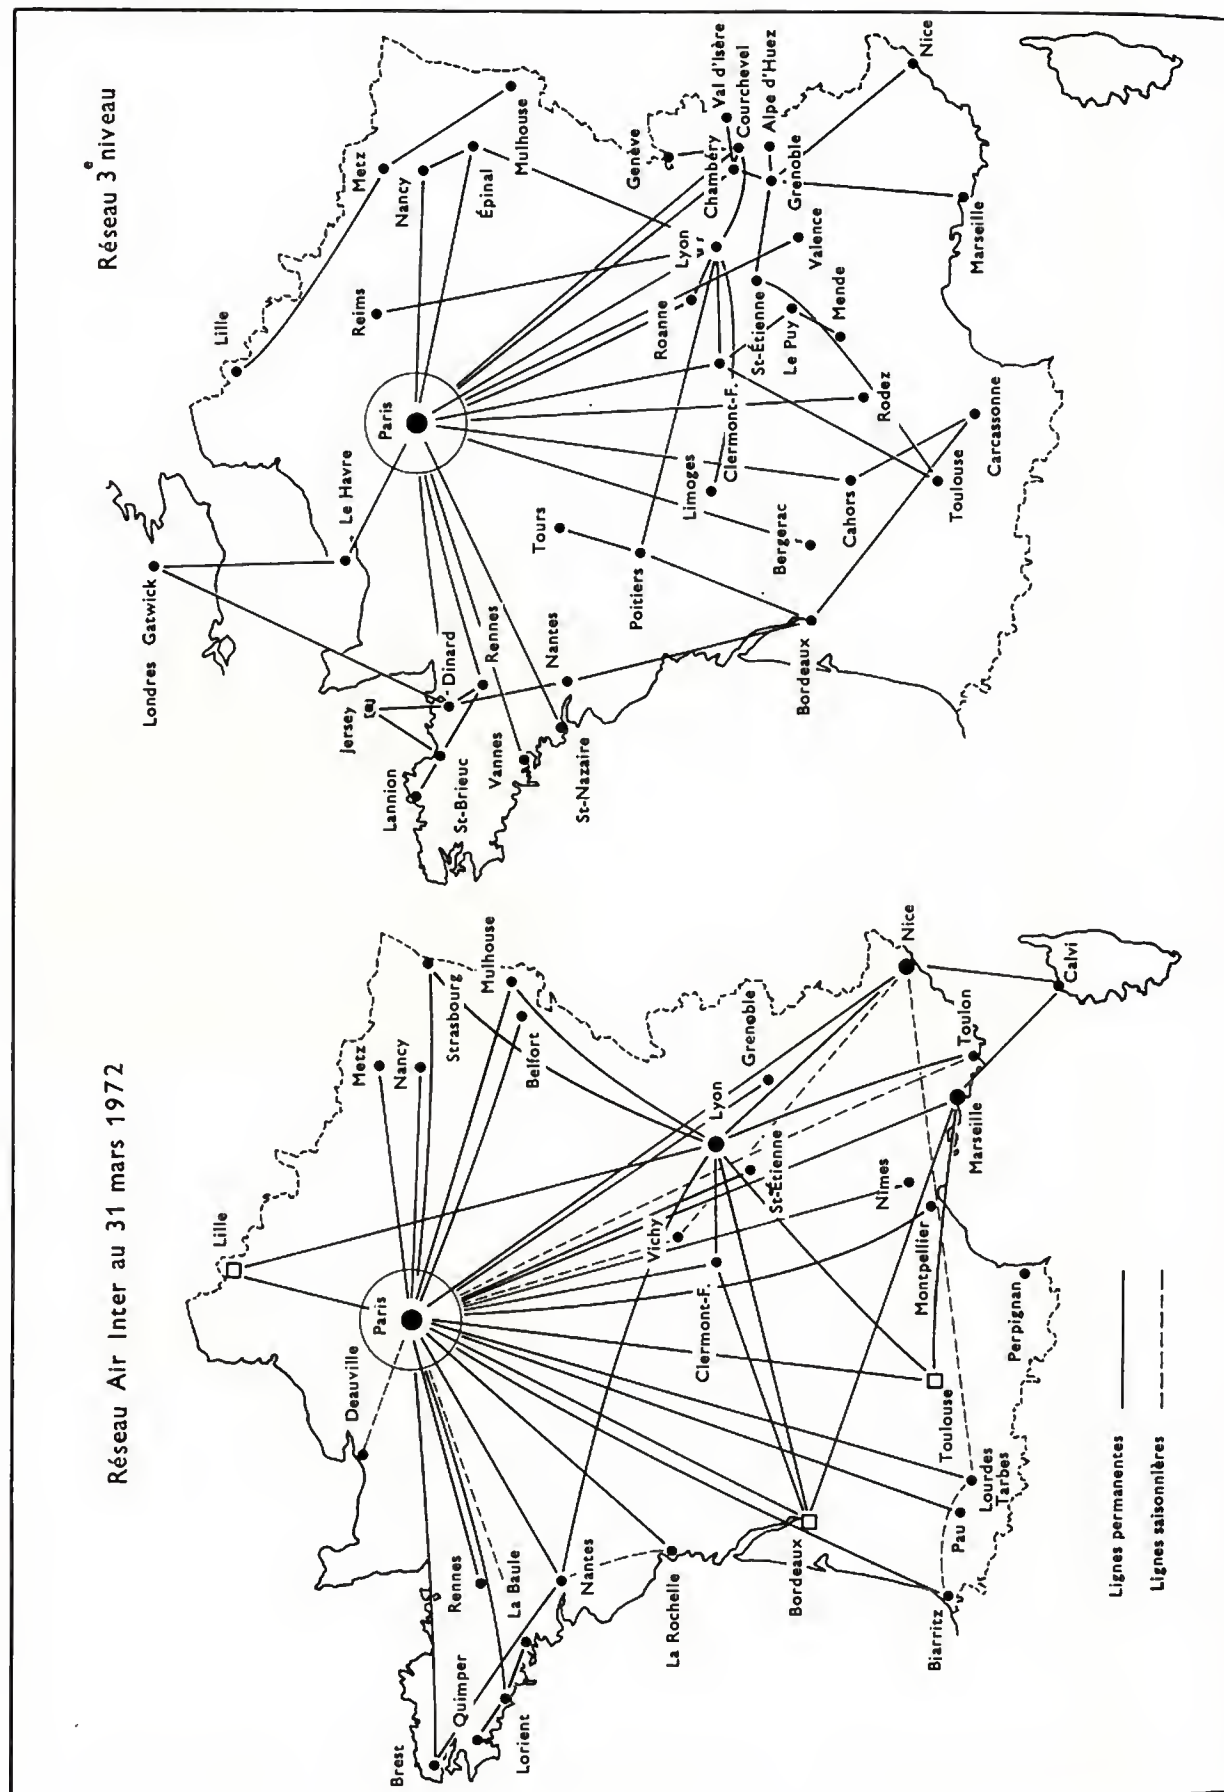 Réseau Air Inter au 31 mars 1972
Lille
Deauville
Paris
Metz
Nancy
Strasbourg
Mulhouse
Belfort
Brest
Quimper
Lorient
Rennes
La Baule
Nantes
La Rochelle
Vichy
Clermont-F.
Lyon
St-Étienne
Grenoble
Bordeaux
Biarritz
Pau
Lourdes
Tarbes
Toulouse
Montpellier
Nîmes
Marseille
Toulon
Nice
Calvi
Perpignan
Lignes permanentes
Lignes saisonnières
Réseau 3e niveau
Londres Gatwick
Lille
Le Havre
Paris
Reims
Metz
Nancy
Épinal
Mulhouse
Jersey
Lannion
St-Brieuc
Dinard
Rennes
Vannes
St-Nazaire
Nantes
Tours
Poitiers
Limoges
Clermont-F.
Roanne
Lyon
Genève
Chambéry
Val d'Isère
Courchevel
Alpe d'Huez
Grenoble
Valence
St-Étienne
Le Puy
Mende
Bergerac
Bordeaux
Cahors
Rodez
Toulouse
Carcassonne
Marseille
Nice